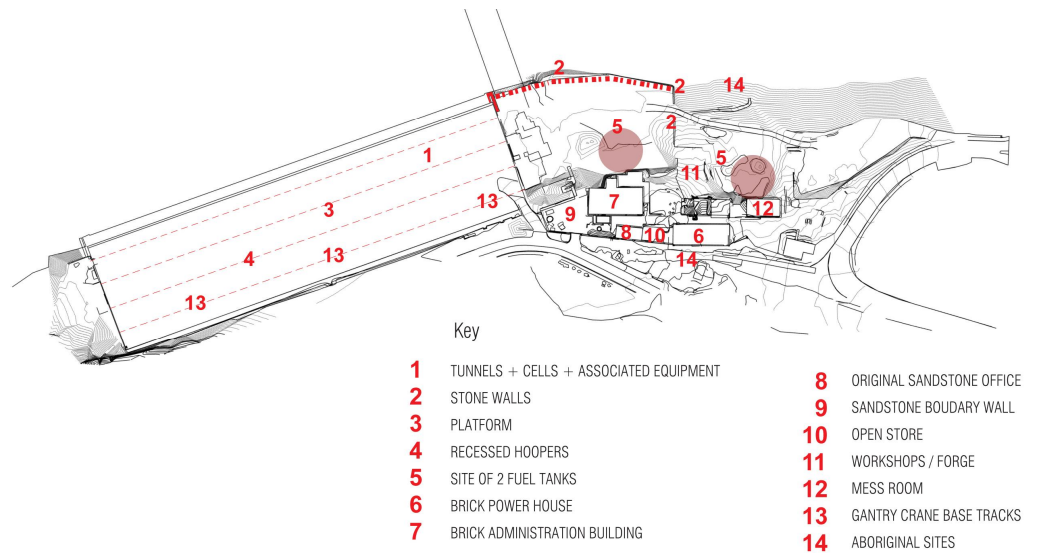 2
2
14
5
2
1
5
11
13
12
3
7
9
8
10
6
4
13
14
13
Key
1 TUNNELS + CELLS + ASSOCIATED EQUIPMENT
2 STONE WALLS
3 PLATFORM
4 RECESSED HOOPERS
5 SITE OF 2 FUEL TANKS
6 BRICK POWER HOUSE
7 BRICK ADMINISTRATION BUILDING
8 ORIGINAL SANDSTONE OFFICE
9 SANDSTONE BOUDARY WALL
10 OPEN STORE
11 WORKSHOPS / FORGE
12 MESS ROOM
13 GANTRY CRANE BASE TRACKS
14 ABORIGINAL SITES